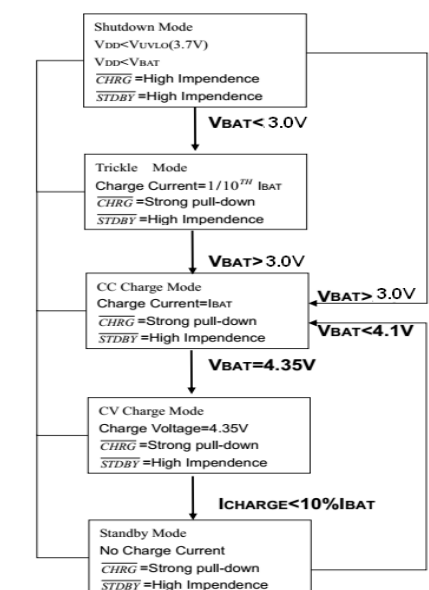 Shutdown Mode
VDD<VUVLO(3.7V)
VDD<VBAT
CHRG =High Impendence
STDBY =High Impendence
VBAT< 3.0V
Trickle Mode
Charge Current=1/10TH IBAT
CHRG =Strong pull-down
STDBY =High Impendence
VBAT> 3.0V
CC Charge Mode
Charge Current=IBAT
CHRG =Strong pull-down
STDBY =High Impendence
VBAT> 3.0V
VBAT<4.1V
VBAT=4.35V
CV Charge Mode
Charge Voltage=4.35V
CHRG =Strong pull-down
STDBY =High Impendence
ICHARGE<10%IBAT
Standby Mode
No Charge Current
CHRG =Strong pull-down
STDBY =High Impendence